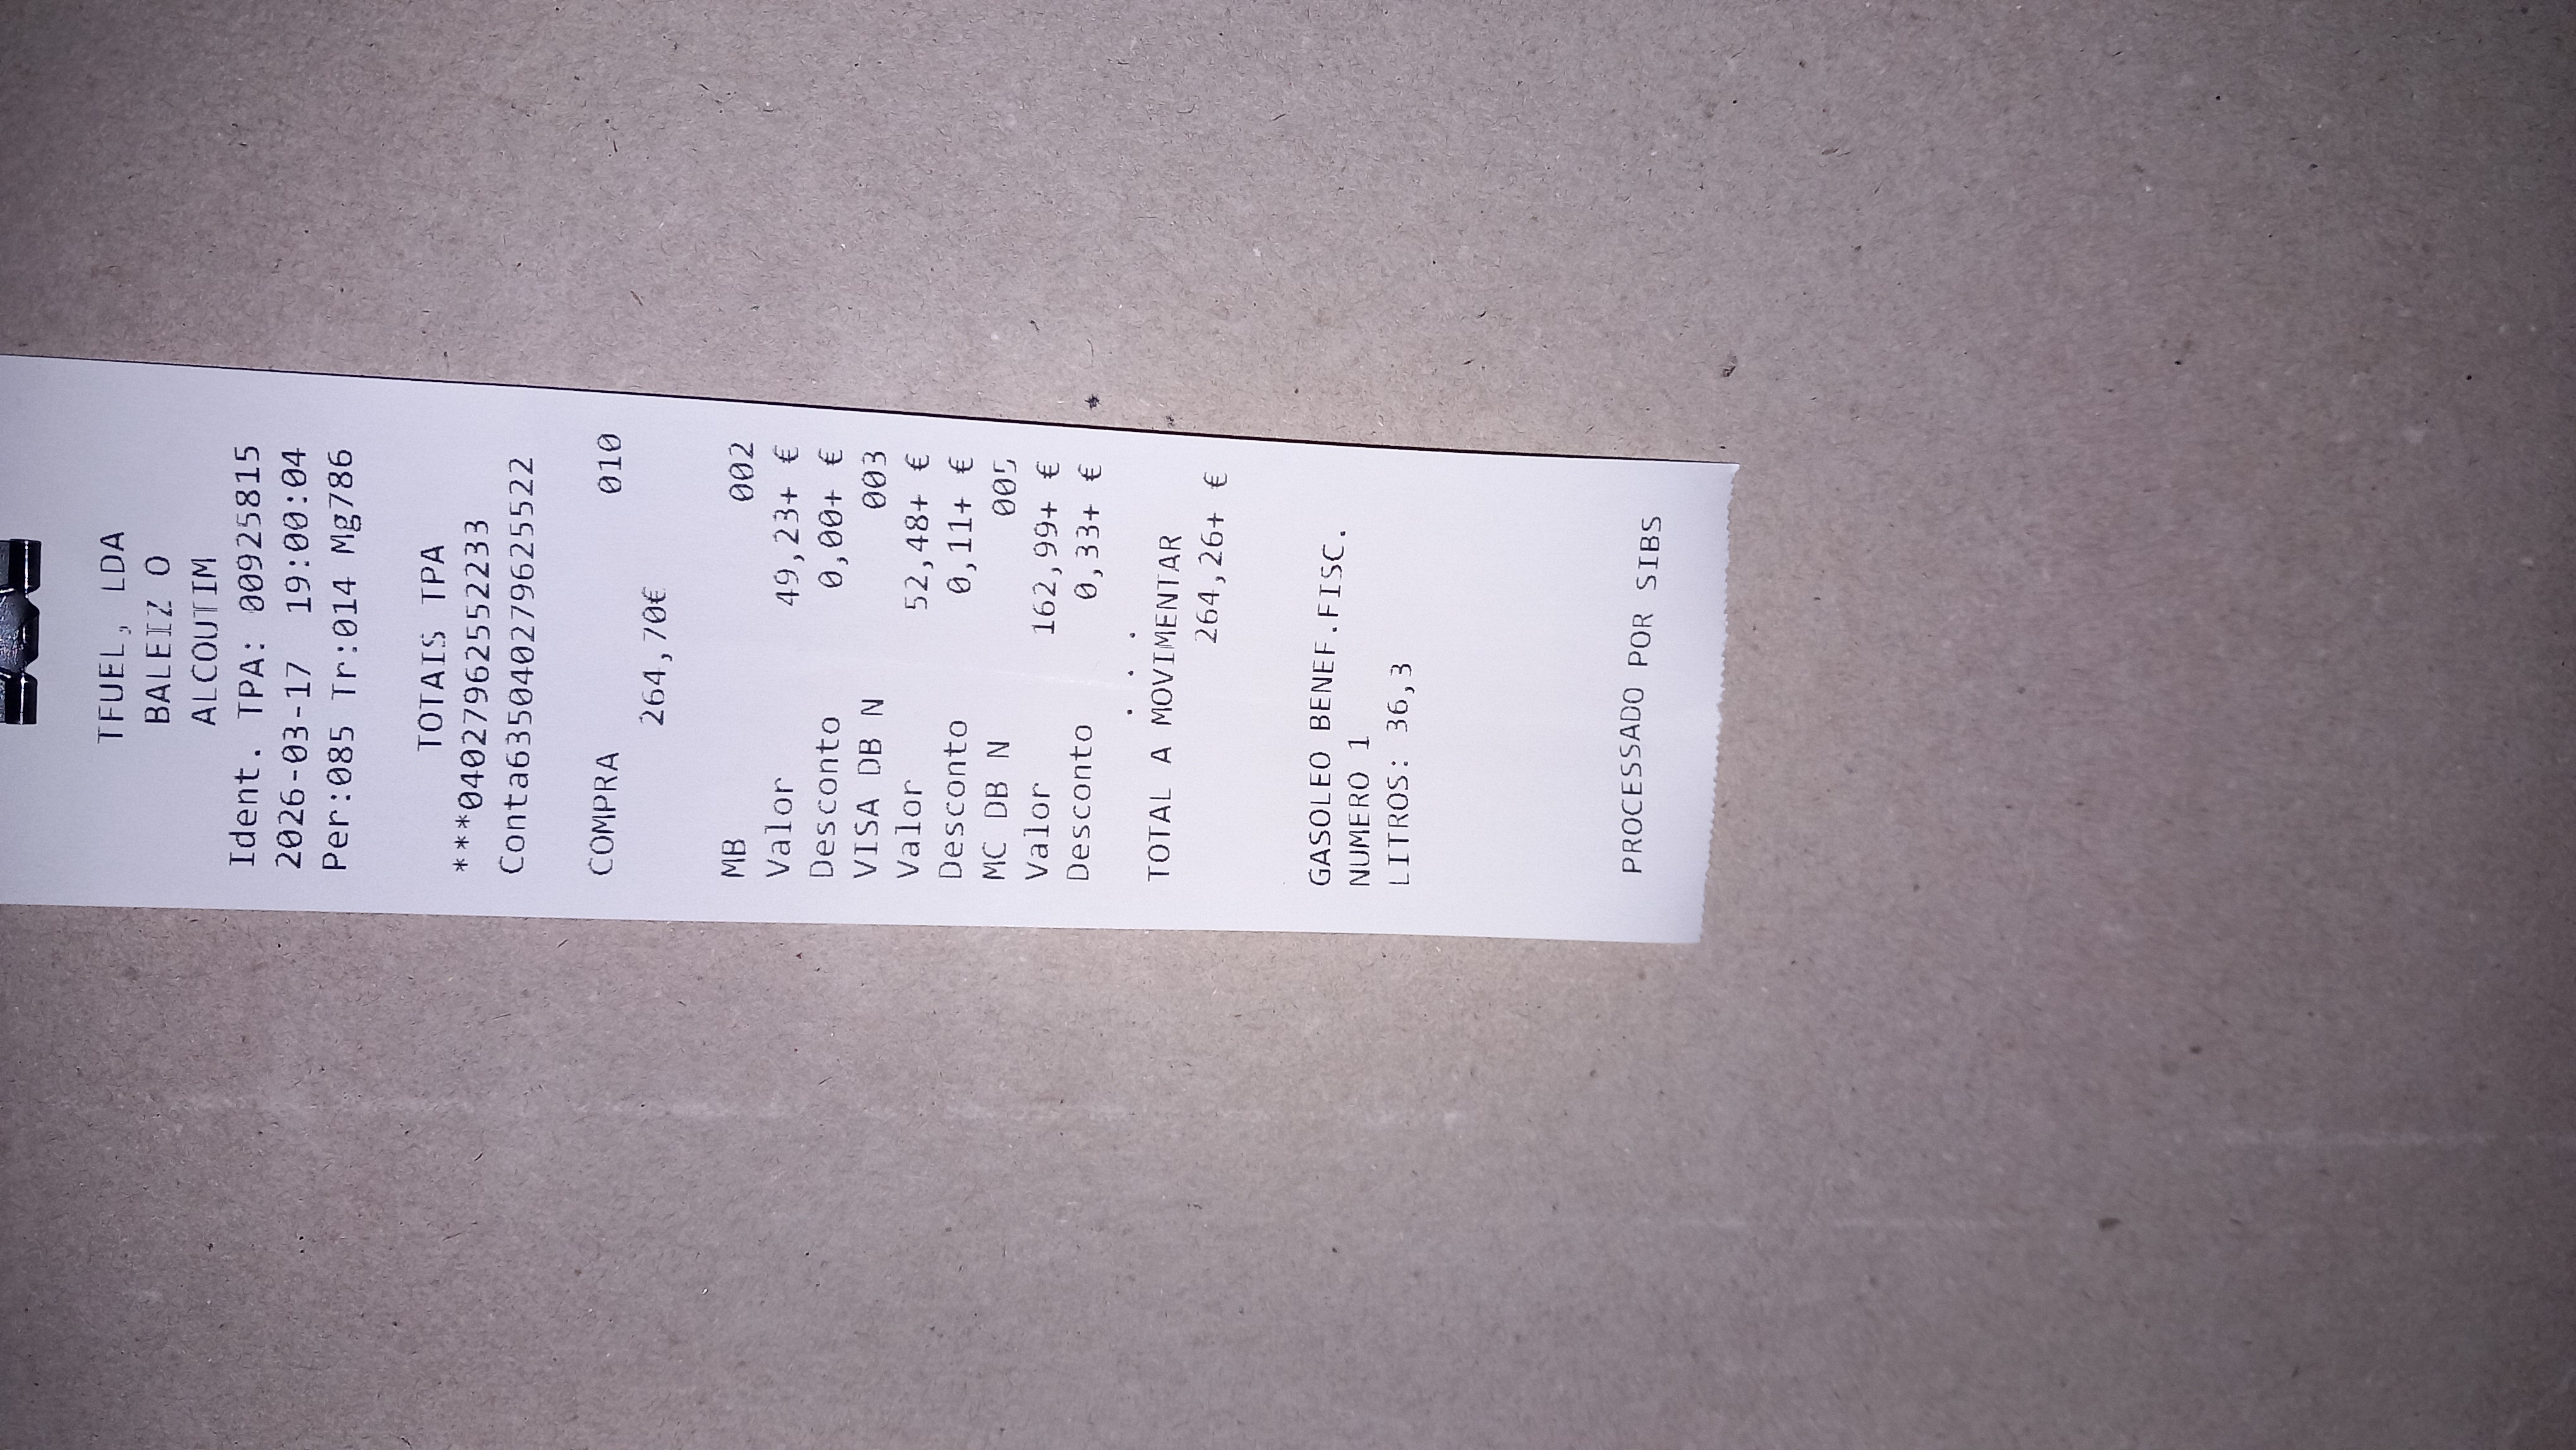 TFUEL, LDA
BALEIZ O
ALCOUTIM
Ident. TPA: 00925815
2026-03-17 19:00:04
Per:085 Tr:014 Mg786
TOTAIS TPA
***04027962552233
Conta6350402796255​22
COMPRA 010
264,70€
MB 002
Valor 49,23+ €
Desconto 0,00+ €
VISA DB N 003
Valor 52,48+ €
Desconto 0,11+ €
MC DB N 005
Valor 162,99+ €
Desconto 0,33+ €
. . .
TOTAL A MOVIMENTAR
264,26+ €
GASOLEO BENEF.FISC.
NUMERO 1
LITROS: 36,3
PROCESSADO POR SIBS